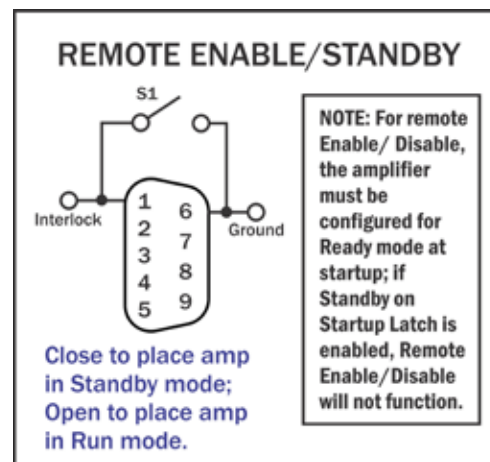 REMOTE ENABLE/STANDBY
S1
Interlock
1
2
3
4
5
6
7
8
9
Ground
NOTE: For remote
Enable/ Disable,
the amplifier
must be
configured for
Ready mode at
startup; if
Standby on
Startup Latch is
enabled, Remote
Enable/Disable
will not function.
Close to place amp
in Standby mode;
Open to place amp
in Run mode.